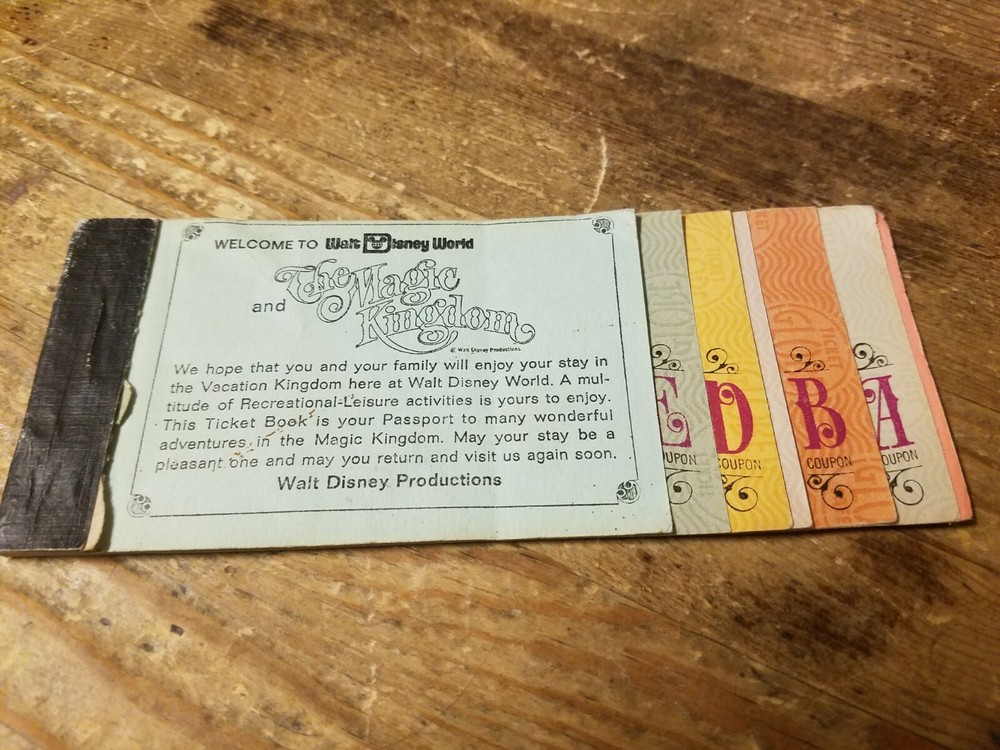 WELCOME TO Walt Disney World
and The Magic Kingdom
© Walt Disney Productions
We hope that you and your family will enjoy your stay in
the Vacation Kingdom here at Walt Disney World. A mul-
titude of Recreational-Leisure activities is yours to enjoy.
This Ticket Book is your Passport to many wonderful
adventures in the Magic Kingdom. May your stay be a
pleasant one and may you return and visit us again soon.
Walt Disney Productions
E
UPON
D
COUPON
B
COUPON
A
OUPON